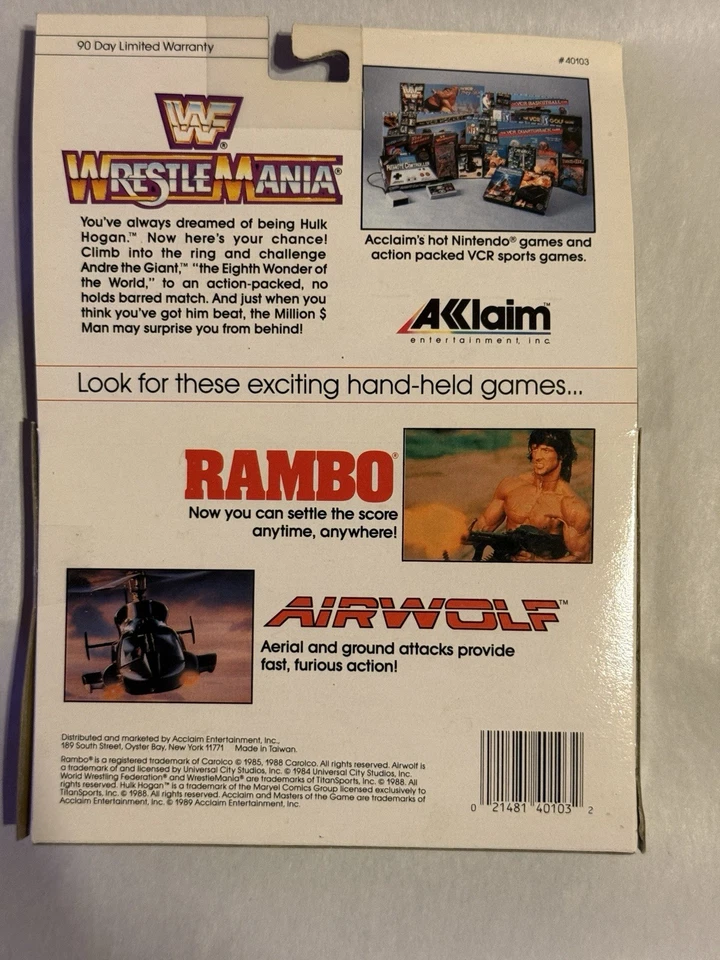 90 Day Limited Warranty
#40103
WF
®
WRESTLEMANIA®
You've always dreamed of being Hulk
Hogan.™ Now here's your chance!
Climb into the ring and challenge
Andre the Giant,™ "the Eighth Wonder of
the World," to an action-packed, no
holds barred match. And just when you
think you've got him beat, the Million $
Man may surprise you from behind!
Acclaim's hot Nintendo® games and
action packed VCR sports games.
AKKlaim™
entertainment, inc.
Look for these exciting hand-held games...
RAMBO®
Now you can settle the score
anytime, anywhere!
AIRWOLF™
Aerial and ground attacks provide
fast, furious action!
Distributed and marketed by Acclaim Entertainment, Inc.,
189 South Street, Oyster Bay, New York 11771 Made in Taiwan.
Rambo® is a registered trademark of Carolco © 1985, 1988 Carolco. All rights reserved. Airwolf is
a trademark of and licensed by Universal City Studios, Inc. © 1984 Universal City Studios, Inc.
World Wrestling Federation® and WrestleMania® are trademarks of TitanSports, Inc. © 1988. All
rights reserved. Hulk Hogan™ is a trademark of the Marvel Comics Group licensed exclusively to
TitanSports, Inc. © 1988. All rights reserved. Acclaim and Masters of the Game are trademarks of
Acclaim Entertainment, Inc. © 1989 Acclaim Entertainment, Inc.
0 21481 40103 2